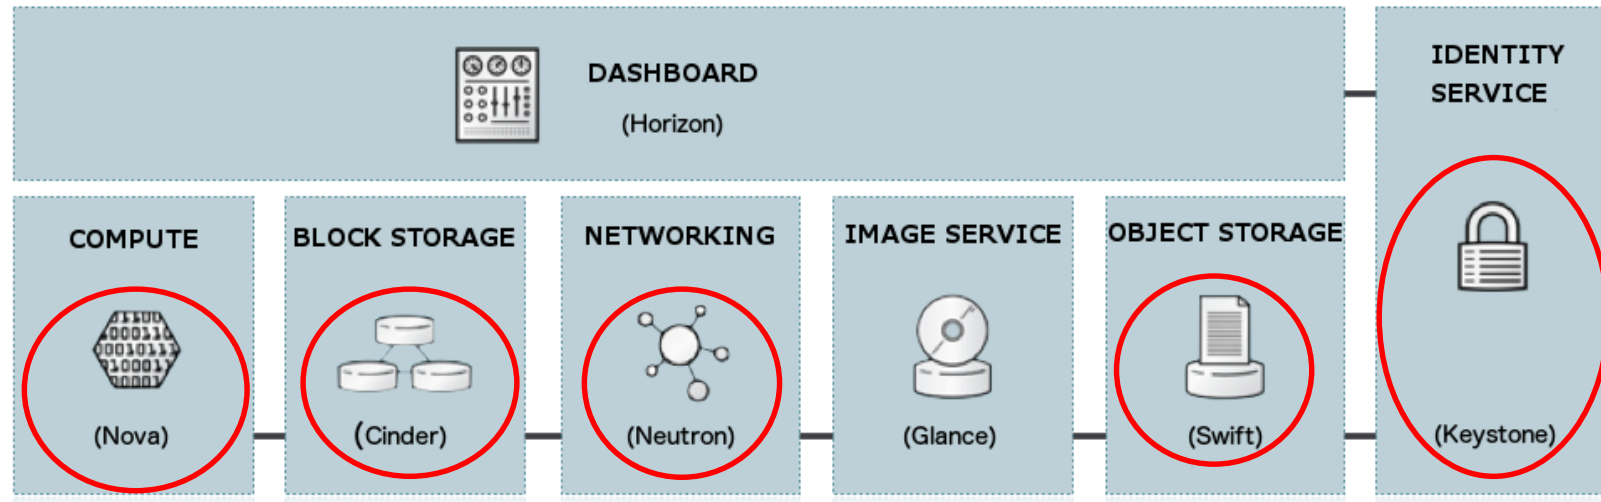 DASHBOARD
(Horizon)
IDENTITY
SERVICE
(Keystone)
COMPUTE
(Nova)
BLOCK STORAGE
(Cinder)
NETWORKING
(Neutron)
IMAGE SERVICE
(Glance)
OBJECT STORAGE
(Swift)